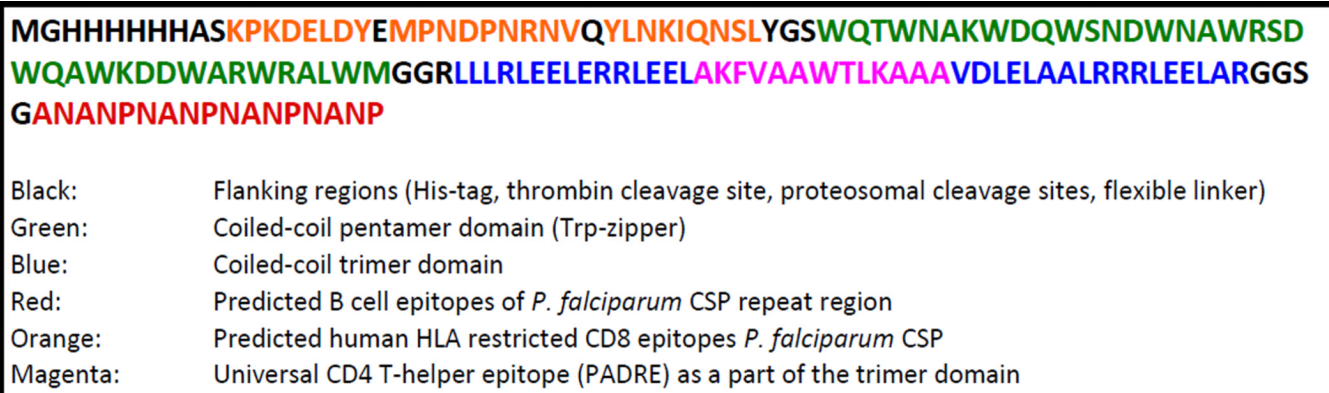 MGHHHHHHASKPKDELDYEMPNDPNRNVQYLNKIQNSLYGSWQTWNAKWDQWSNDWNAWRSD
WQAWKDDWARWRALWMGGRLLLRLEELERRLEELAKFVAAWTLKAAAVDLELAALRRRLEELARGGS
GANANPNANPNANPNANP
Black: Flanking regions (His-tag, thrombin cleavage site, proteosomal cleavage sites, flexible linker)
Green: Coiled-coil pentamer domain (Trp-zipper)
Blue: Coiled-coil trimer domain
Red: Predicted B cell epitopes of P. falciparum CSP repeat region
Orange: Predicted human HLA restricted CD8 epitopes P. falciparum CSP
Magenta: Universal CD4 T-helper epitope (PADRE) as a part of the trimer domain